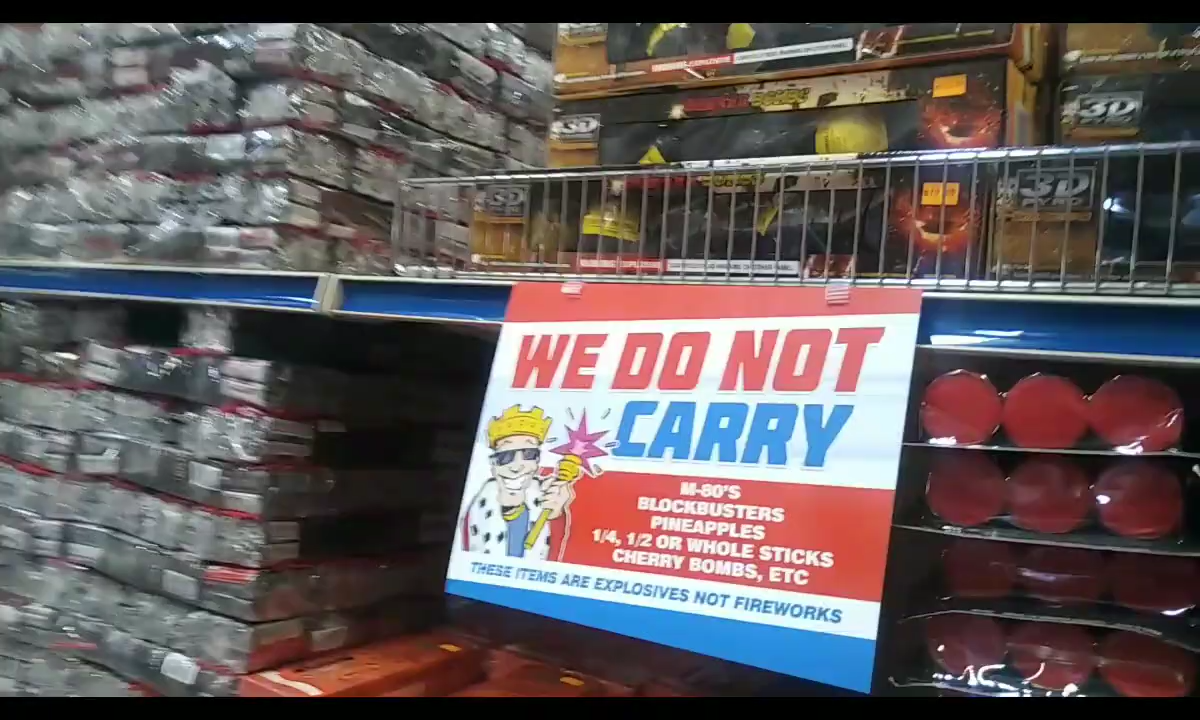 3D
3D
3D
WE DO NOT
CARRY
M-80'S
BLOCKBUSTERS
PINEAPPLES
1/4, 1/2 OR WHOLE STICKS
CHERRY BOMBS, ETC
THESE ITEMS ARE EXPLOSIVES NOT FIREWORKS